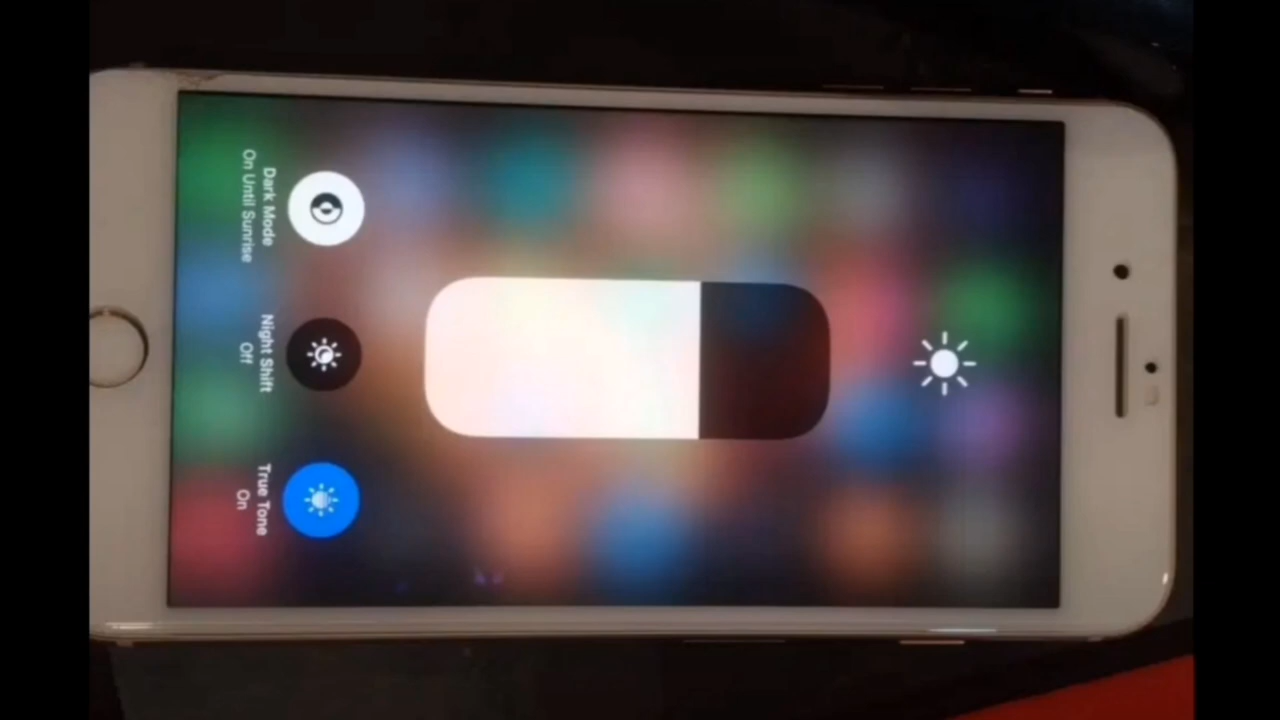 Dark Mode
On Until Sunrise
Night Shift
Off
True Tone
On